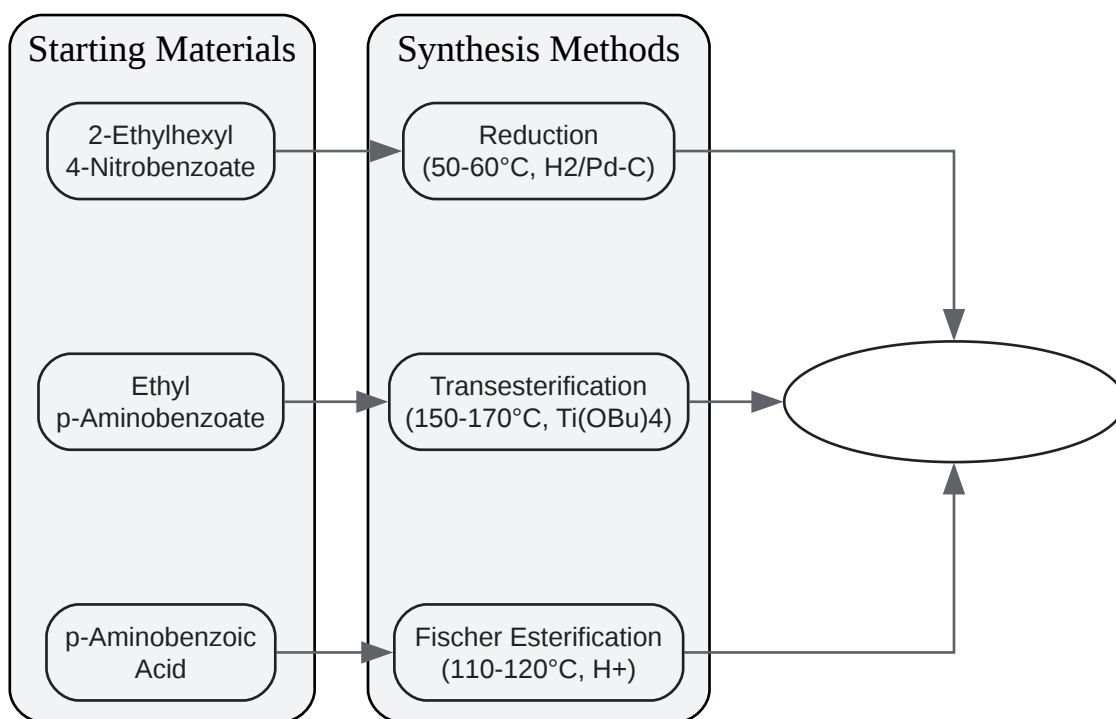 Starting Materials
Synthesis Methods
2-Ethylhexyl
4-Nitrobenzoate
Reduction
(50-60°C, H2/Pd-C)
Ethyl
p-Aminobenzoate
Transesterification
(150-170°C, Ti(OBu)4)
p-Aminobenzoic
Acid
Fischer Esterification
(110-120°C, H+)